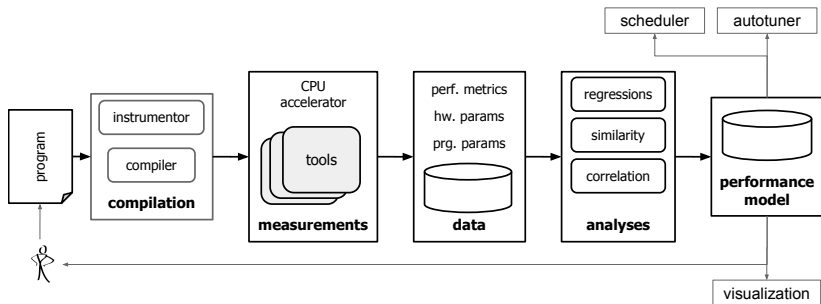 scheduler
autotuner
program
instrumentor
compiler
compilation
CPU
accelerator
tools
measurements
perf. metrics
hw. params
prg. params
data
regressions
similarity
correlation
analyses
performance
model
visualization